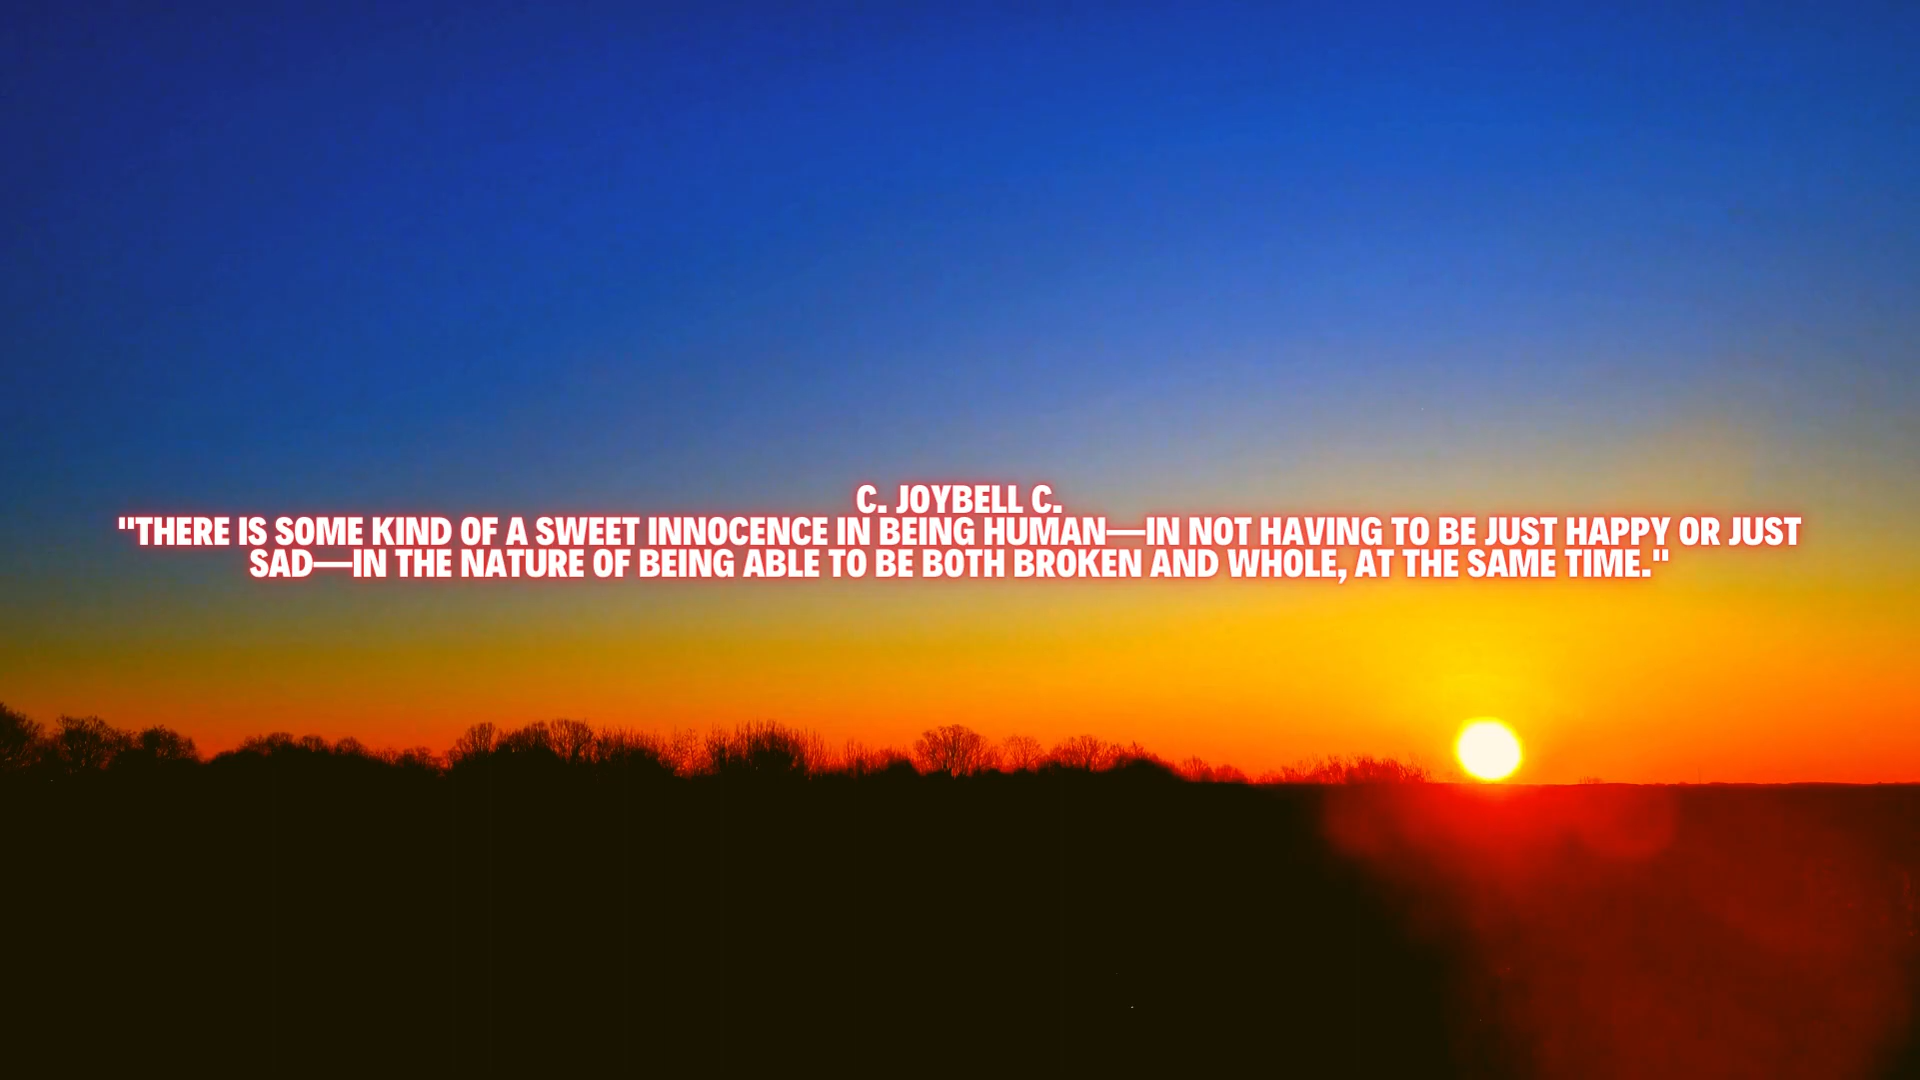 C. JOYBELL C.
"THERE IS SOME KIND OF A SWEET INNOCENCE IN BEING HUMAN—IN NOT HAVING TO BE JUST HAPPY OR JUST
SAD—IN THE NATURE OF BEING ABLE TO BE BOTH BROKEN AND WHOLE, AT THE SAME TIME."